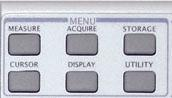 MENU
MEASURE ACQUIRE STORAGE
CURSOR DISPLAY UTILITY